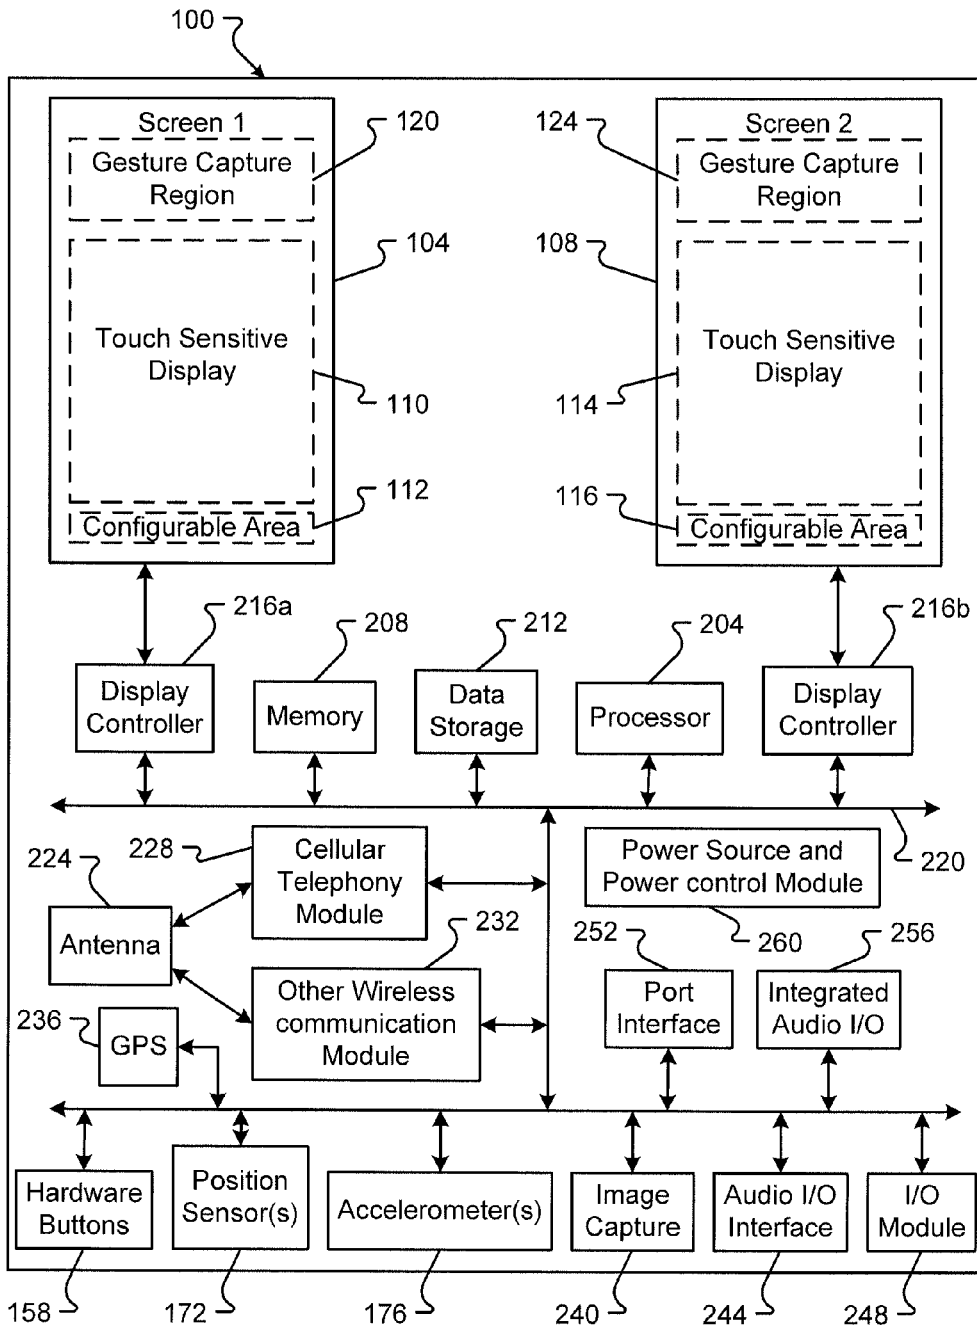 100
Screen 1
Gesture Capture
Region
120
104
Touch Sensitive
Display
110
112
Configurable Area
Screen 2
124
Gesture Capture
Region
108
Touch Sensitive
Display
114
116
Configurable Area
216a
208
212
204
216b
Display
Controller
Memory
Data
Storage
Processor
Display
Controller
220
228
Cellular
Telephony
Module
Power Source and
Power control Module
260
224
Antenna
232
Other Wireless
communication
Module
252
Port
Interface
256
Integrated
Audio I/O
236
GPS
Hardware
Buttons
Position
Sensor(s)
Accelerometer(s)
Image
Capture
Audio I/O
Interface
I/O
Module
158
172
176
240
244
248